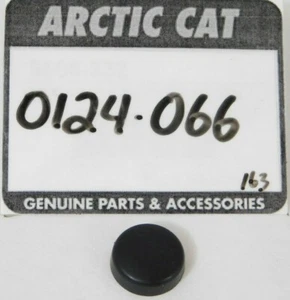 ARCTIC CAT
0124-066
163
GENUINE PARTS & ACCESSORIES